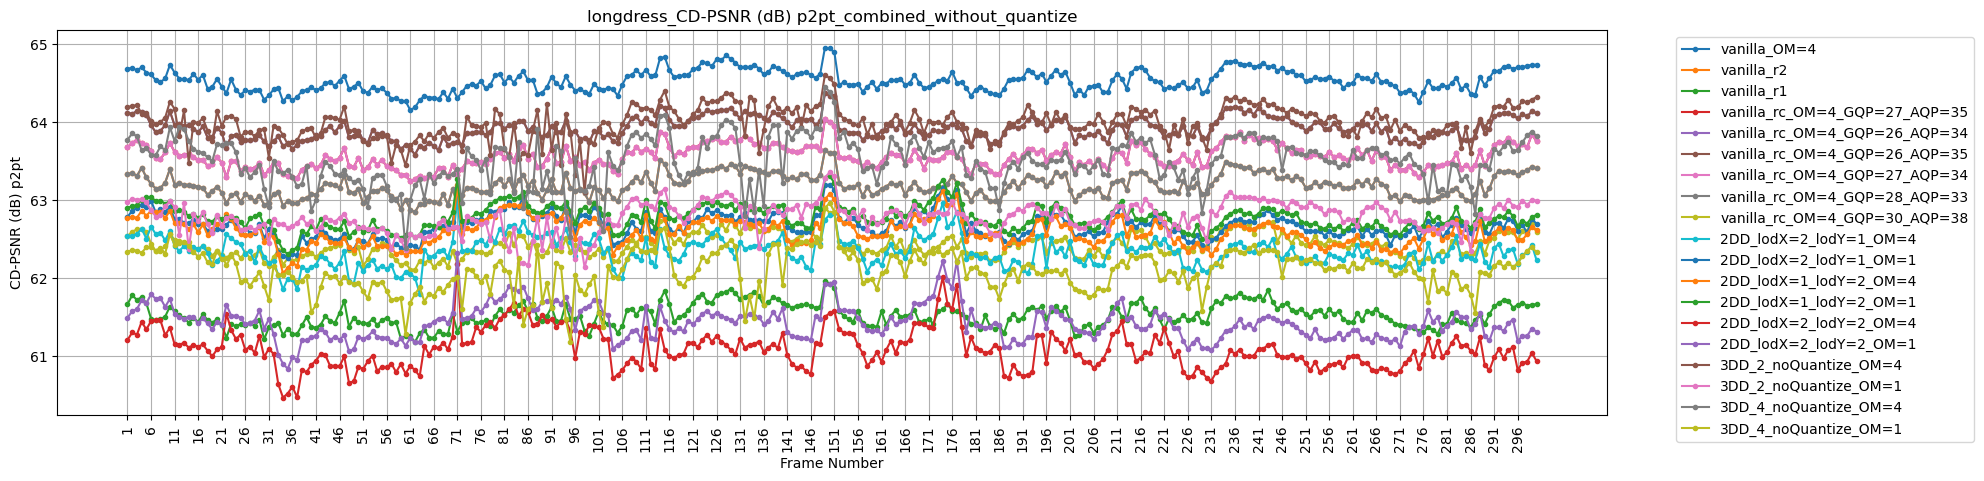 longdress_CD-PSNR (dB) p2pt_combined_without_quantize
CD-PSNR (dB) p2pt
65
64
63
62
61
1 6 11 16 21 26 31 36 41 46 51 56 61 66 71 76 81 86 91 96 101 106 111 116 121 126 131 136 141 146 151 156 161 166 171 176 181 186 191 196 201 206 211 216 221 226 231 236 241 246 251 256 261 266 271 276 281 286 291 296
Frame Number
vanilla_OM=4
vanilla_r2
vanilla_r1
vanilla_rc_OM=4_GQP=27_AQP=35
vanilla_rc_OM=4_GQP=26_AQP=34
vanilla_rc_OM=4_GQP=26_AQP=35
vanilla_rc_OM=4_GQP=27_AQP=34
vanilla_rc_OM=4_GQP=28_AQP=33
vanilla_rc_OM=4_GQP=30_AQP=38
2DD_lodX=2_lodY=1_OM=4
2DD_lodX=2_lodY=1_OM=1
2DD_lodX=1_lodY=2_OM=4
2DD_lodX=1_lodY=2_OM=1
2DD_lodX=2_lodY=2_OM=4
2DD_lodX=2_lodY=2_OM=1
3DD_2_noQuantize_OM=4
3DD_2_noQuantize_OM=1
3DD_4_noQuantize_OM=4
3DD_4_noQuantize_OM=1